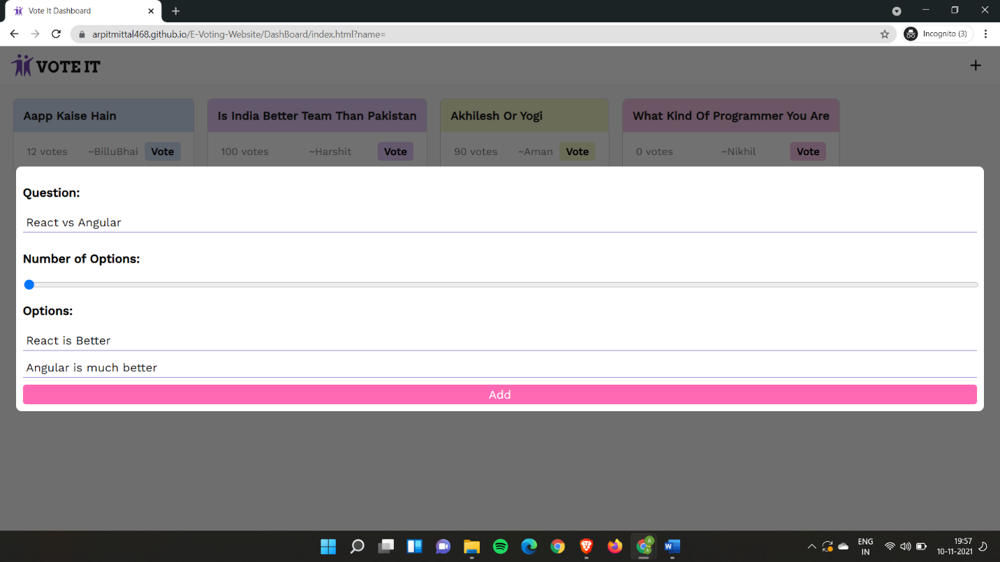 Vote It Dashboard
arpitmittal468.github.io/E-Voting-Website/DashBoard/index.html?name=
Incognito (3)
VOTE IT
Aapp Kaise Hain
Is India Better Team Than Pakistan
Akhilesh Or Yogi
What Kind Of Programmer You Are
12 votes ~BilluBhai Vote
100 votes ~Harshit Vote
90 votes ~Aman Vote
0 votes ~Nikhil Vote
Question:
React vs Angular
Number of Options:
Options:
React is Better
Angular is much better
Add
ENG
IN
19:57
10-11-2021